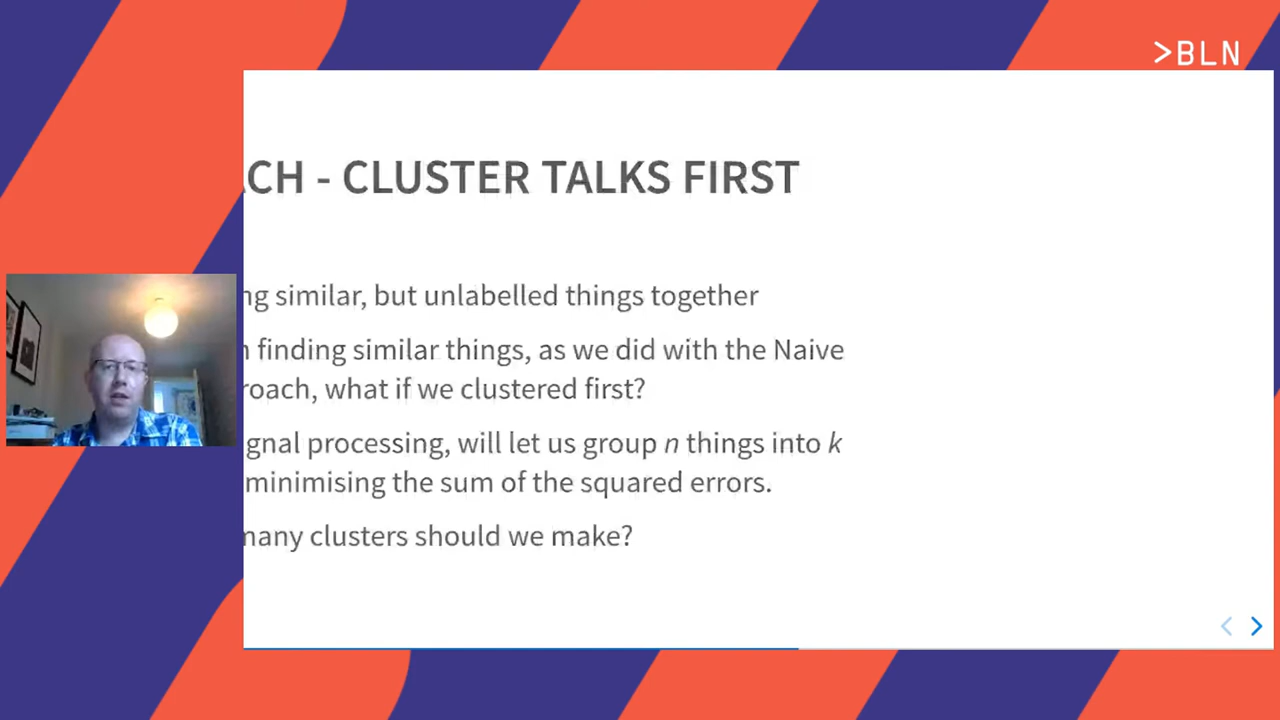 >BLN
CH - CLUSTER TALKS FIRST
ng similar, but unlabelled things together
finding similar things, as we did with the Naive
roach, what if we clustered first?
gnal processing, will let us group n things into k
minimising the sum of the squared errors.
many clusters should we make?